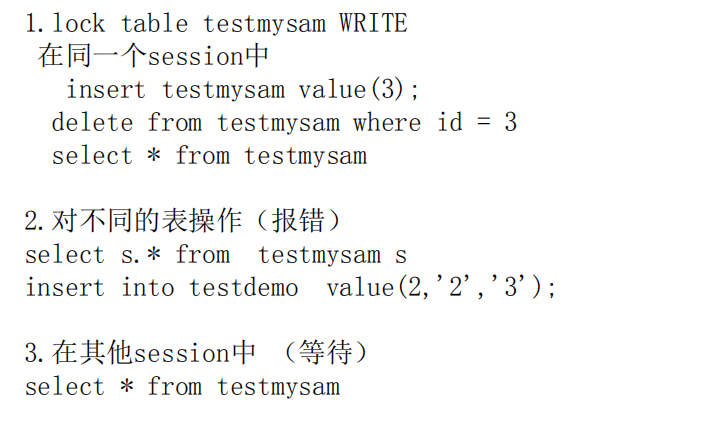 1.lock table testmysam WRITE
在同一个session中
insert testmysam value(3);
delete from testmysam where id = 3
select * from testmysam
2.对不同的表操作（报错）
select s.* from  testmysam s
insert into testdemo  value(2,'2','3');
3.在其他session中 （等待）
select * from testmysam